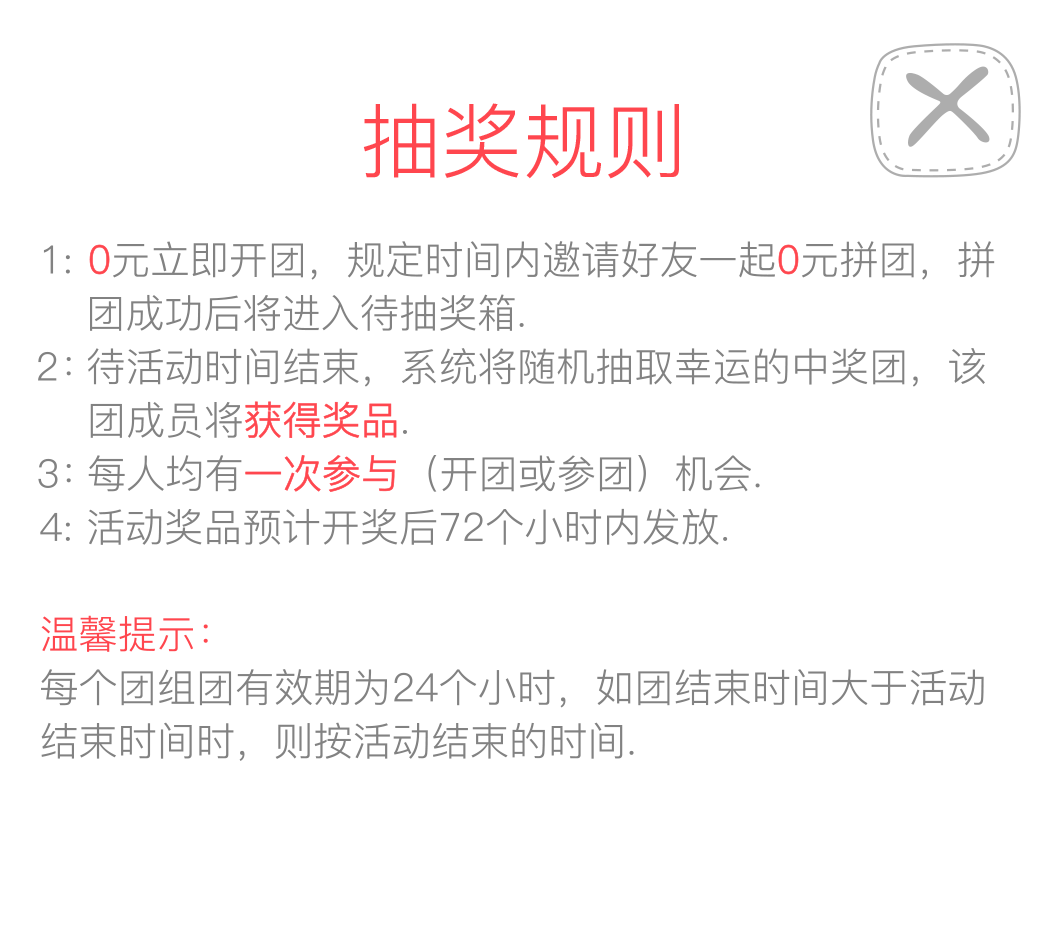 抽奖规则
1: 0元立即开团，规定时间内邀请好友一起0元拼团，拼
团成功后将进入待抽奖箱.
2: 待活动时间结束，系统将随机抽取幸运的中奖团，该
团成员将获得奖品.
3: 每人均有一次参与（开团或参团）机会.
4: 活动奖品预计开奖后72个小时内发放.
温馨提示：
每个团组团有效期为24个小时，如团结束时间大于活动
结束时间时，则按活动结束的时间.